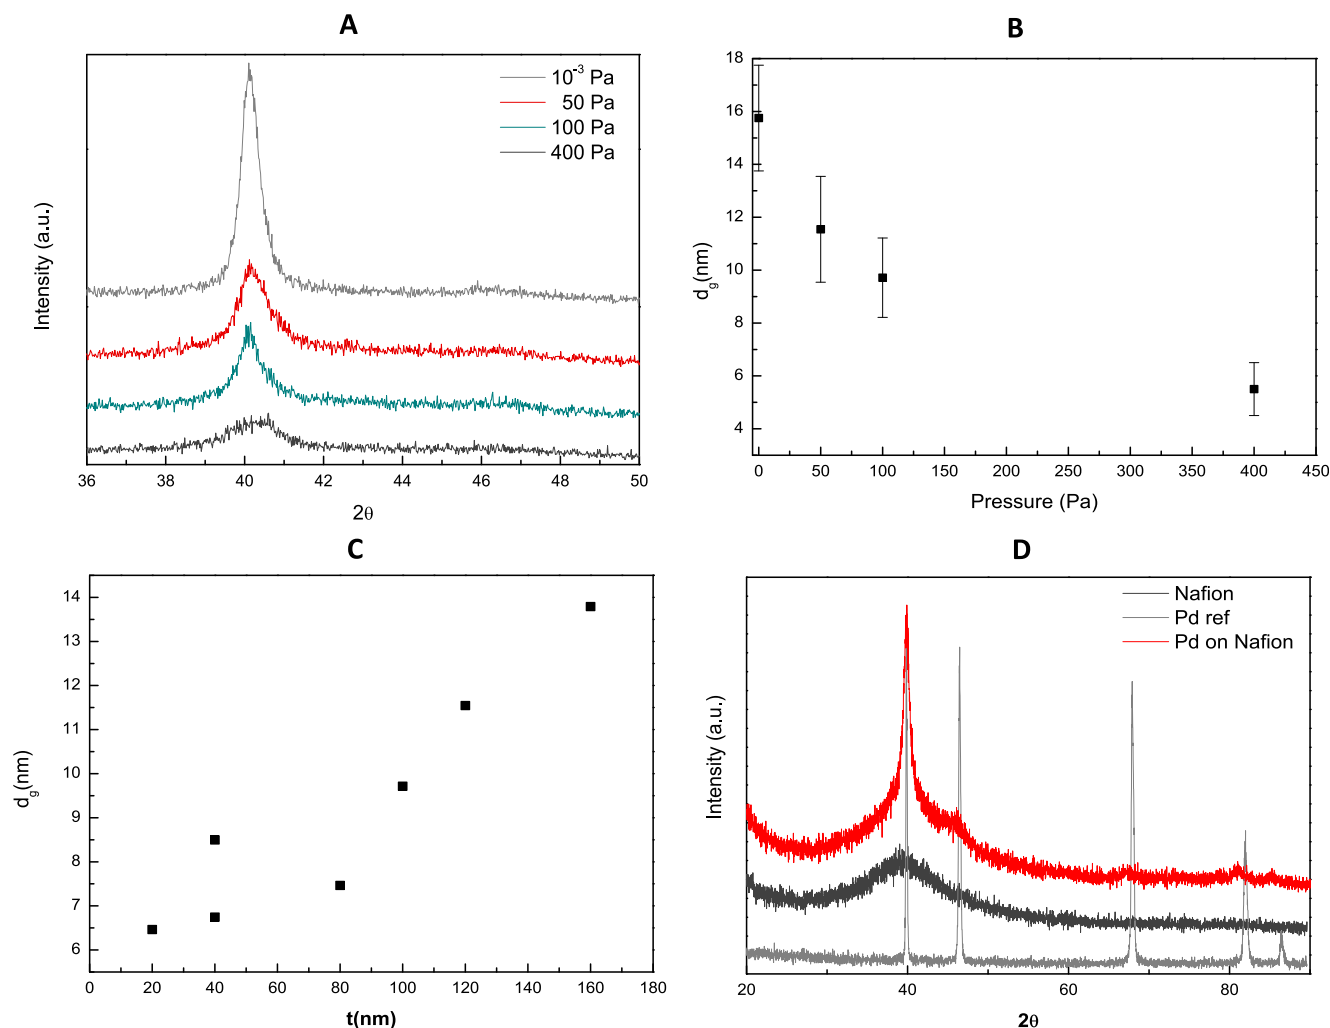 A
10⁻³ Pa
50 Pa
100 Pa
400 Pa
Intensity (a.u.)
36 38 40 42 44 46 48 50
2θ
B
18
16
14
12
10
8
6
4
d_g(nm)
0 50 100 150 200 250 300 350 400 450
Pressure (Pa)
C
14
13
12
11
10
9
8
7
6
d_g(nm)
0 20 40 60 80 100 120 140 160 180
t(nm)
D
Nafion
Pd ref
Pd on Nafion
Intensity (a.u.)
20 40 60 80
2θ